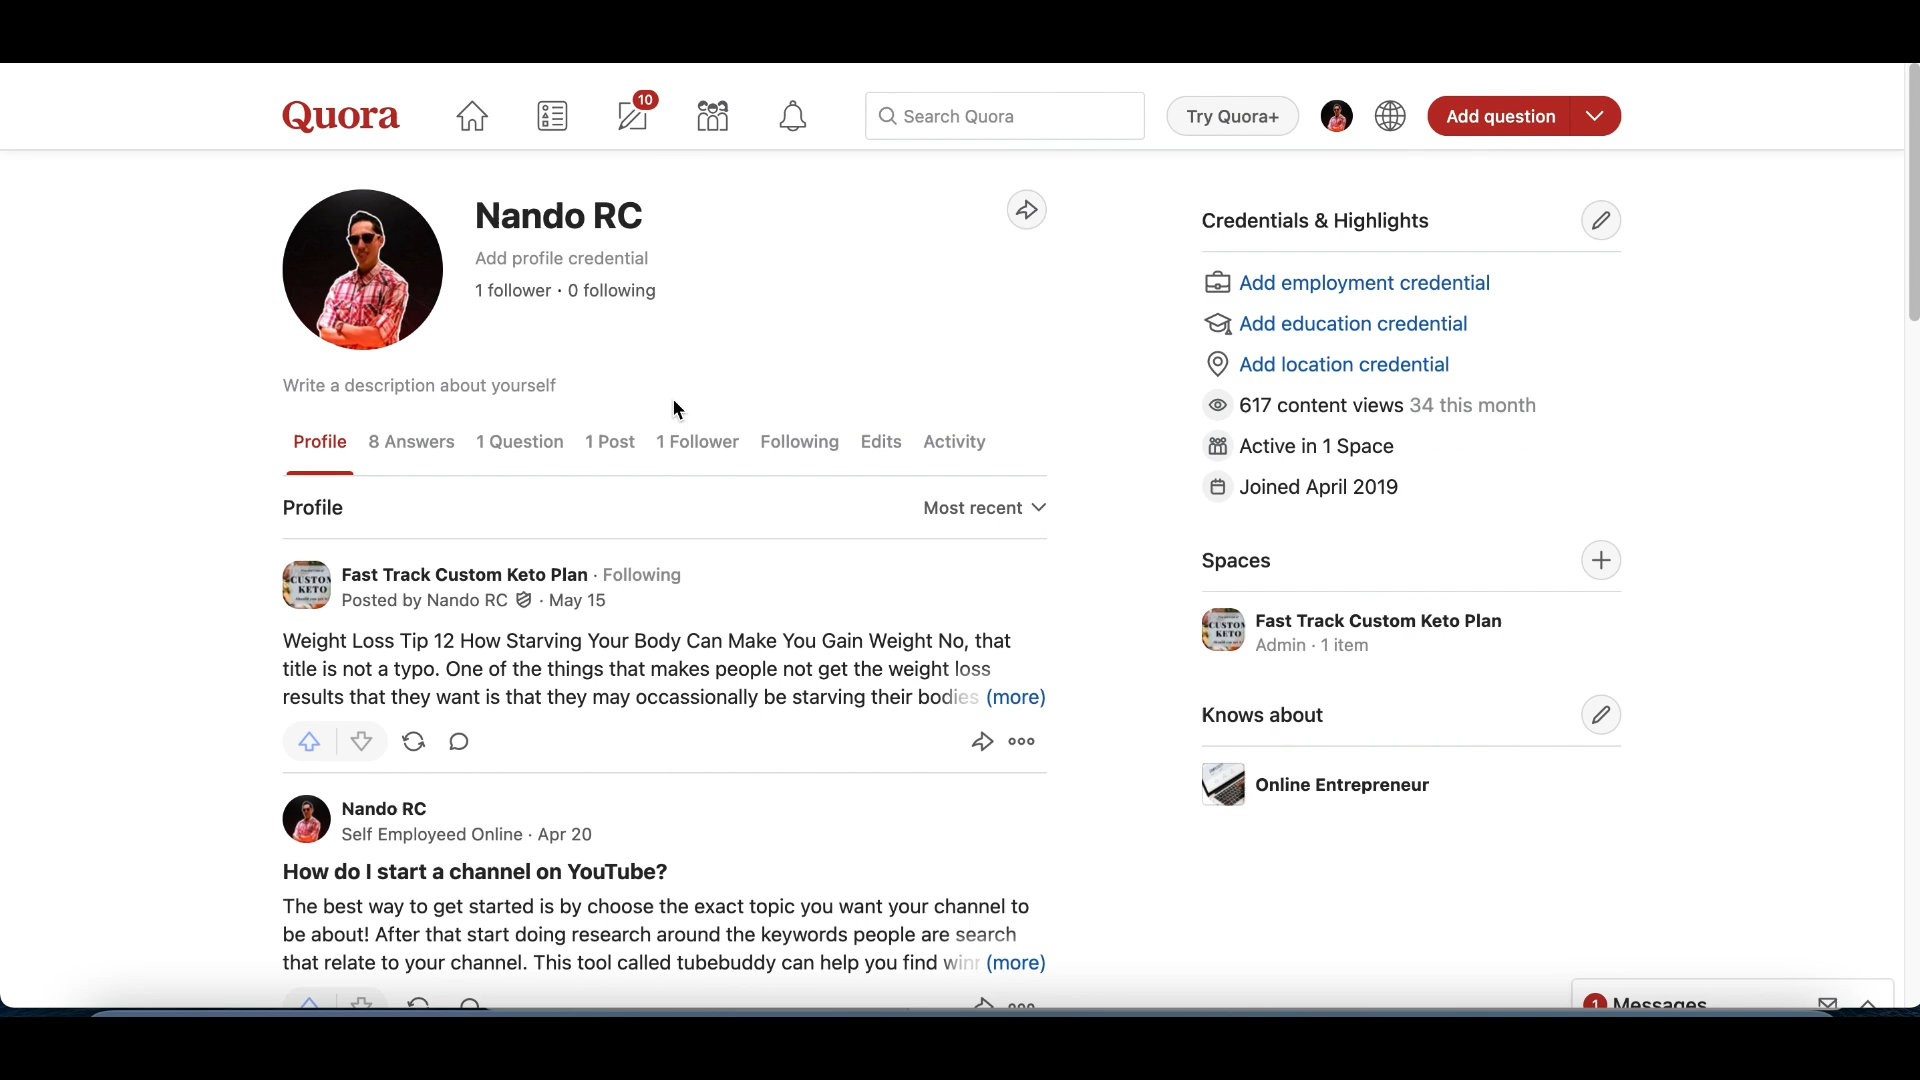 Quora
10
Search Quora
Try Quora+
Add question
Nando RC
Add profile credential
1 follower · 0 following
Write a description about yourself
Profile
8 Answers
1 Question
1 Post
1 Follower
Following
Edits
Activity
Profile
Most recent
CUSTOM
KETO
Fast Track Custom Keto Plan · Following
Posted by Nando RC · May 15
Weight Loss Tip 12 How Starving Your Body Can Make You Gain Weight No, that
title is not a typo. One of the things that makes people not get the weight loss
results that they want is that they may occassionally be starving their bodies (more)
Nando RC
Self Employeed Online · Apr 20
How do I start a channel on YouTube?
The best way to get started is by choose the exact topic you want your channel to
be about! After that start doing research around the keywords people are search
that relate to your channel. This tool called tubebuddy can help you find (more)
Credentials & Highlights
Add employment credential
Add education credential
Add location credential
617 content views 34 this month
Active in 1 Space
Joined April 2019
Spaces
CUSTOM
KETO
Fast Track Custom Keto Plan
Admin · 1 item
Knows about
Online Entrepreneur
1 Messages